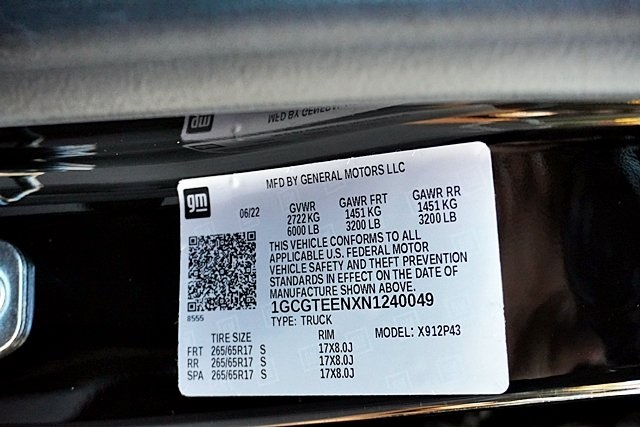 MFD BY GENERAL MOTORS LLC
gm
06/22
GVWR GAWR FRT GAWR RR
2722 KG 1451 KG 1451 KG
6000 LB 3200 LB 3200 LB
THIS VEHICLE CONFORMS TO ALL
APPLICABLE U.S. FEDERAL MOTOR
VEHICLE SAFETY AND THEFT PREVENTION
STANDARDS IN EFFECT ON THE DATE OF
MANUFACTURE SHOWN ABOVE.
8555
1GCGTEENXN1240049
TYPE: TRUCK MODEL: X912P43
TIRE SIZE RIM
FRT 265/65R17 S 17X8.0J
RR 265/65R17 S 17X8.0J
SPA 265/65R17 S 17X8.0J